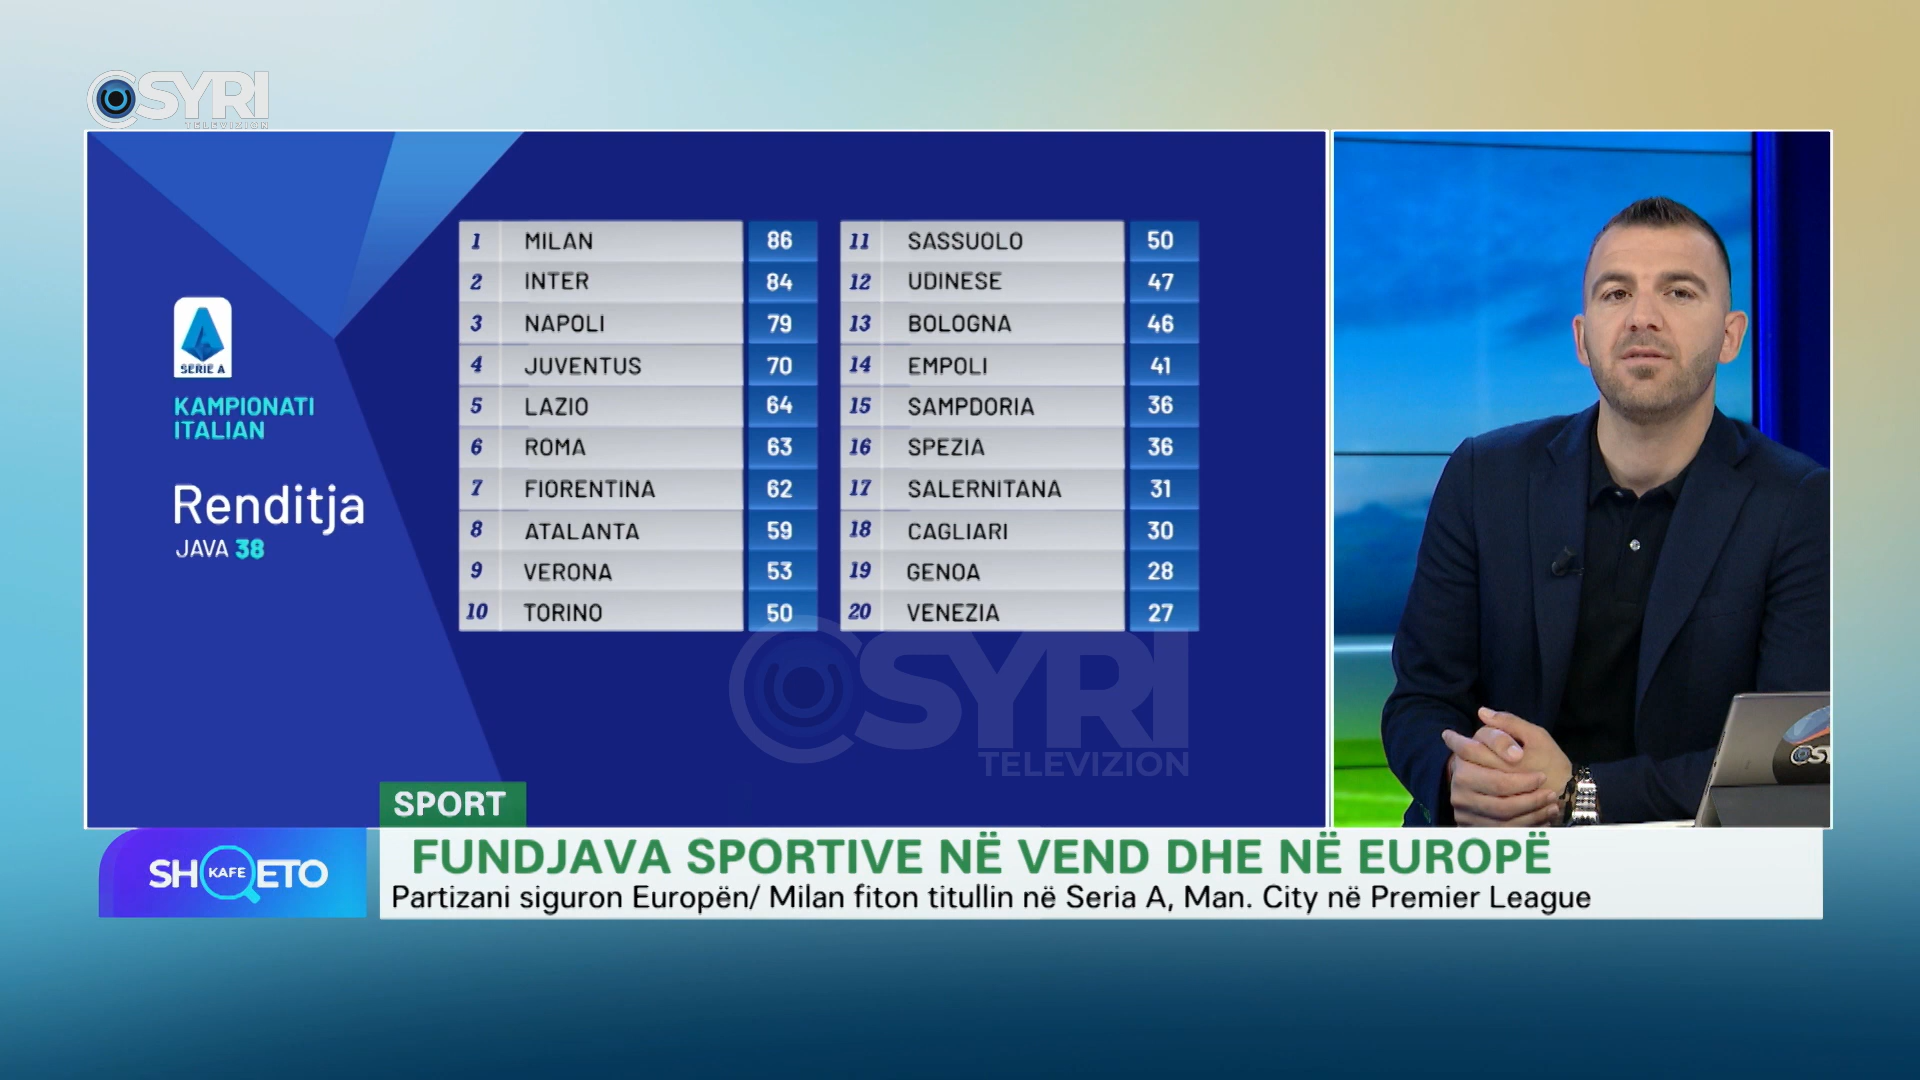 SYRI
TELEVIZION
SERIE A
KAMPIONATI
ITALIAN
Renditja
JAVA 38
1 MILAN 86
2 INTER 84
3 NAPOLI 79
4 JUVENTUS 70
5 LAZIO 64
6 ROMA 63
7 FIORENTINA 62
8 ATALANTA 59
9 VERONA 53
10 TORINO 50
11 SASSUOLO 50
12 UDINESE 47
13 BOLOGNA 46
14 EMPOLI 41
15 SAMPDORIA 36
16 SPEZIA 36
17 SALERNITANA 31
18 CAGLIARI 30
19 GENOA 28
20 VENEZIA 27
SYRI
TELEVIZION
SPORT
FUNDJAVA SPORTIVE NË VEND DHE NË EUROPË
Partizani siguron Europën/ Milan fiton titullin në Seria A, Man. City në Premier League
SH KAFE ETO